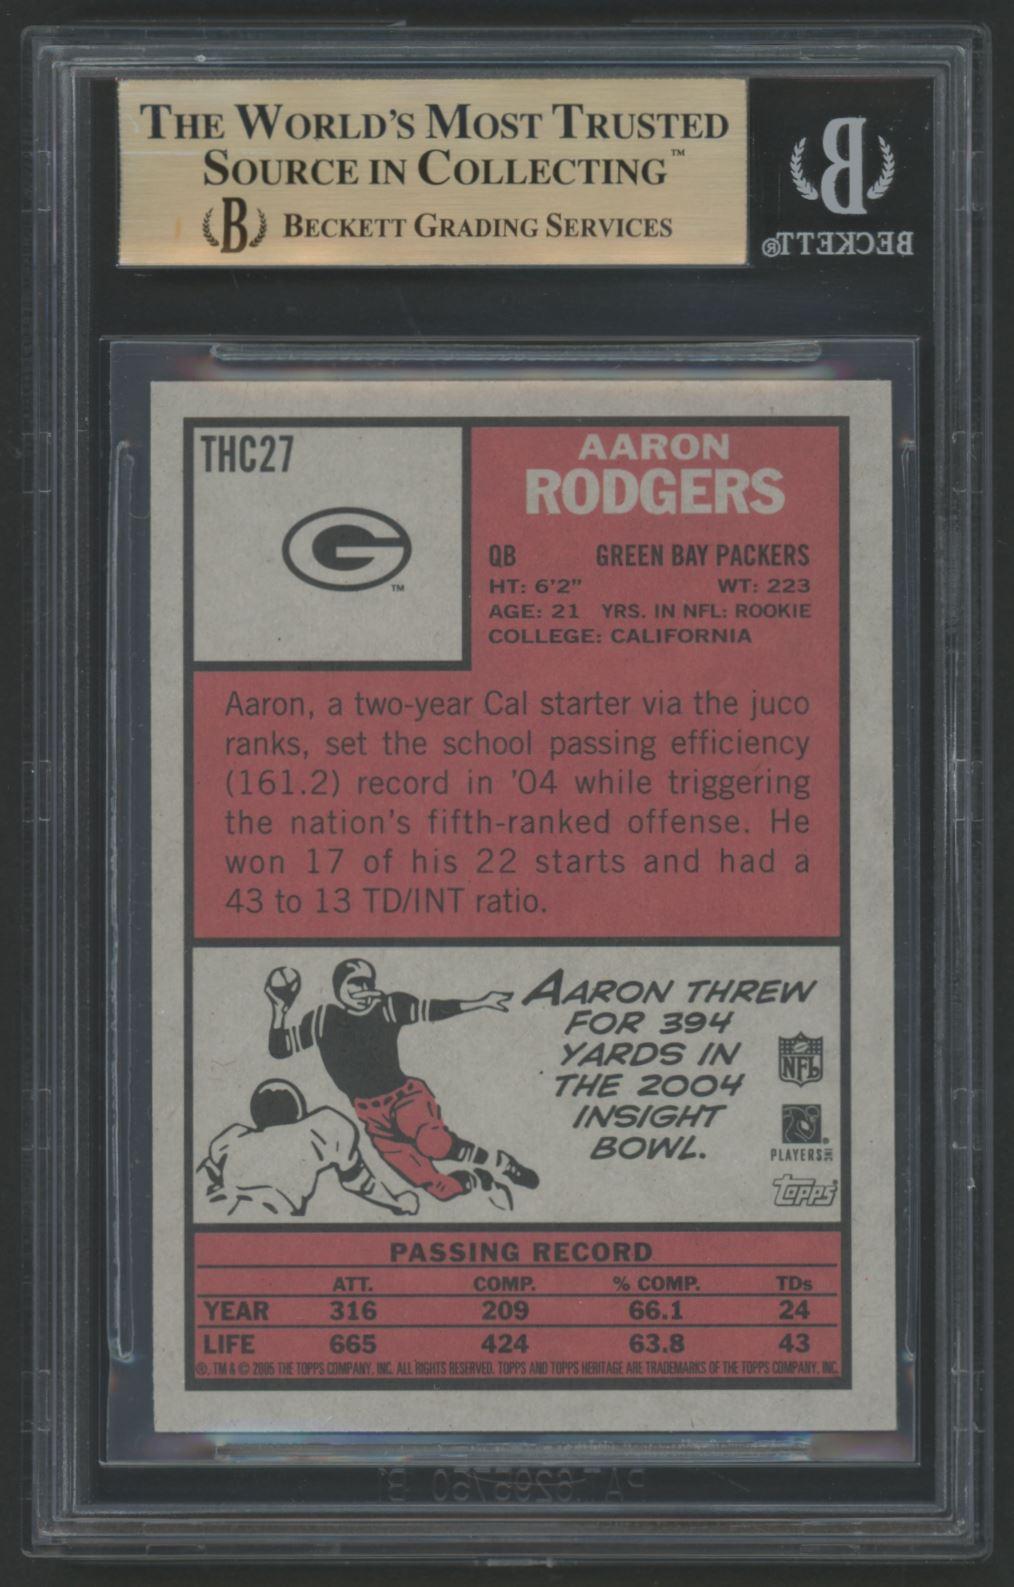 THE WORLD'S MOST TRUSTED
SOURCE IN COLLECTING™
B BECKETT GRADING SERVICES
B
BECKETT®
THC27
G
TM
AARON
RODGERS
QB GREEN BAY PACKERS
HT: 6'2" WT: 223
AGE: 21 YRS. IN NFL: ROOKIE
COLLEGE: CALIFORNIA
Aaron, a two-year Cal starter via the juco
ranks, set the school passing efficiency
(161.2) record in '04 while triggering
the nation's fifth-ranked offense. He
won 17 of his 22 starts and had a
43 to 13 TD/INT ratio.
AARON THREW
FOR 394
YARDS IN
THE 2004
INSIGHT
BOWL.
NFL
PLAYERS INC
topps®
PASSING RECORD
ATT. COMP. % COMP. TDs
YEAR 316 209 66.1 24
LIFE 665 424 63.8 43
®, TM & © 2005 THE TOPPS COMPANY, INC. ALL RIGHTS RESERVED. TOPPS AND TOPPS HERITAGE ARE TRADEMARKS OF THE TOPPS COMPANY, INC.